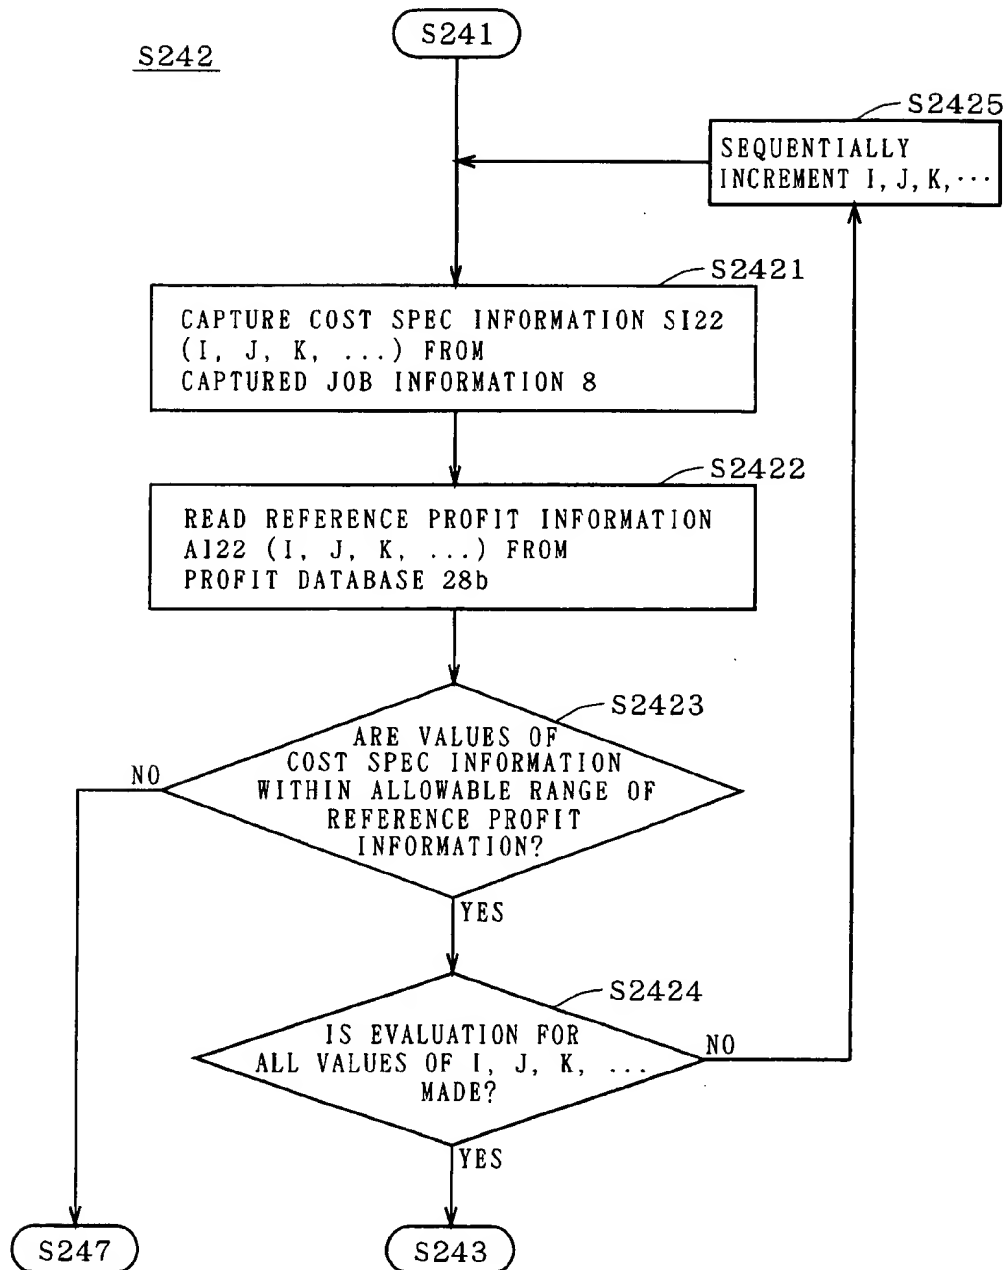 S241
S242
S2425
SEQUENTIALLY
INCREMENT I, J, K, ···
S2421
CAPTURE COST SPEC INFORMATION SI22
(I, J, K, ...) FROM
CAPTURED JOB INFORMATION 8
S2422
READ REFERENCE PROFIT INFORMATION
AI22 (I, J, K, ...) FROM
PROFIT DATABASE 28b
S2423
ARE VALUES OF
COST SPEC INFORMATION
WITHIN ALLOWABLE RANGE OF
REFERENCE PROFIT
INFORMATION?
NO
YES
S2424
IS EVALUATION FOR
ALL VALUES OF I, J, K, ...
MADE?
NO
YES
S247
S243